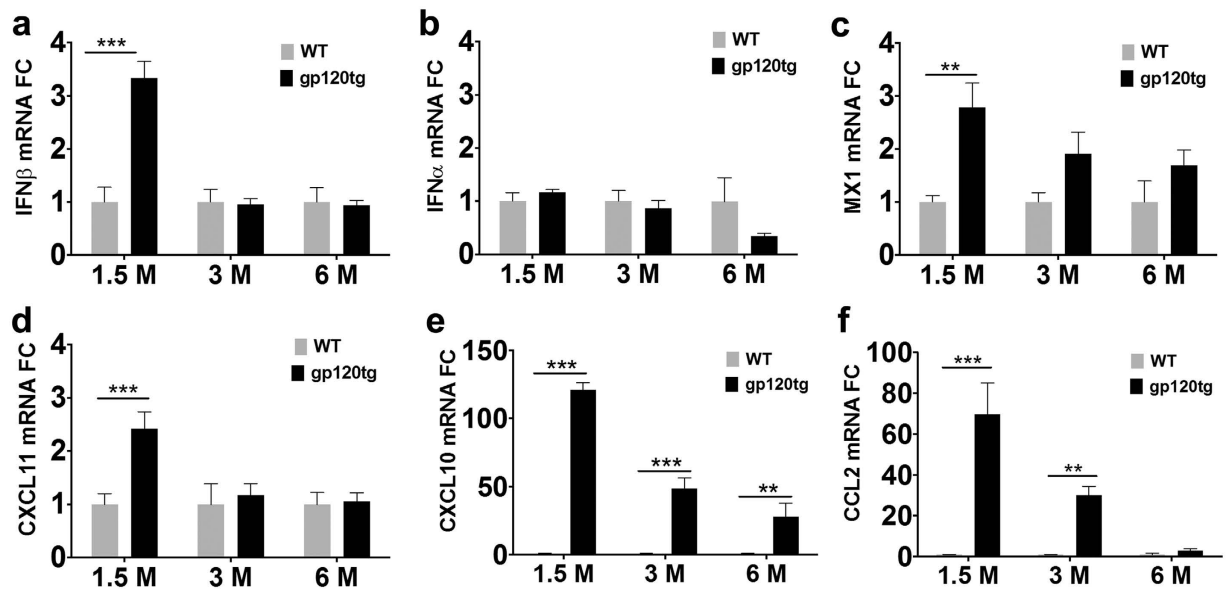 a
IFNβ mRNA FC
4
3
2
1
0
***
WT
gp120tg
1.5 M
3 M
6 M
b
IFNα mRNA FC
4
3
2
1
0
WT
gp120tg
1.5 M
3 M
6 M
c
MX1 mRNA FC
4
3
2
1
0
**
WT
gp120tg
1.5 M
3 M
6 M
d
CXCL11 mRNA FC
4
3
2
1
0
***
WT
gp120tg
1.5 M
3 M
6 M
e
CXCL10 mRNA FC
150
100
50
0
***
***
**
WT
gp120tg
1.5 M
3 M
6 M
f
CCL2 mRNA FC
100
80
60
40
20
0
***
**
WT
gp120tg
1.5 M
3 M
6 M